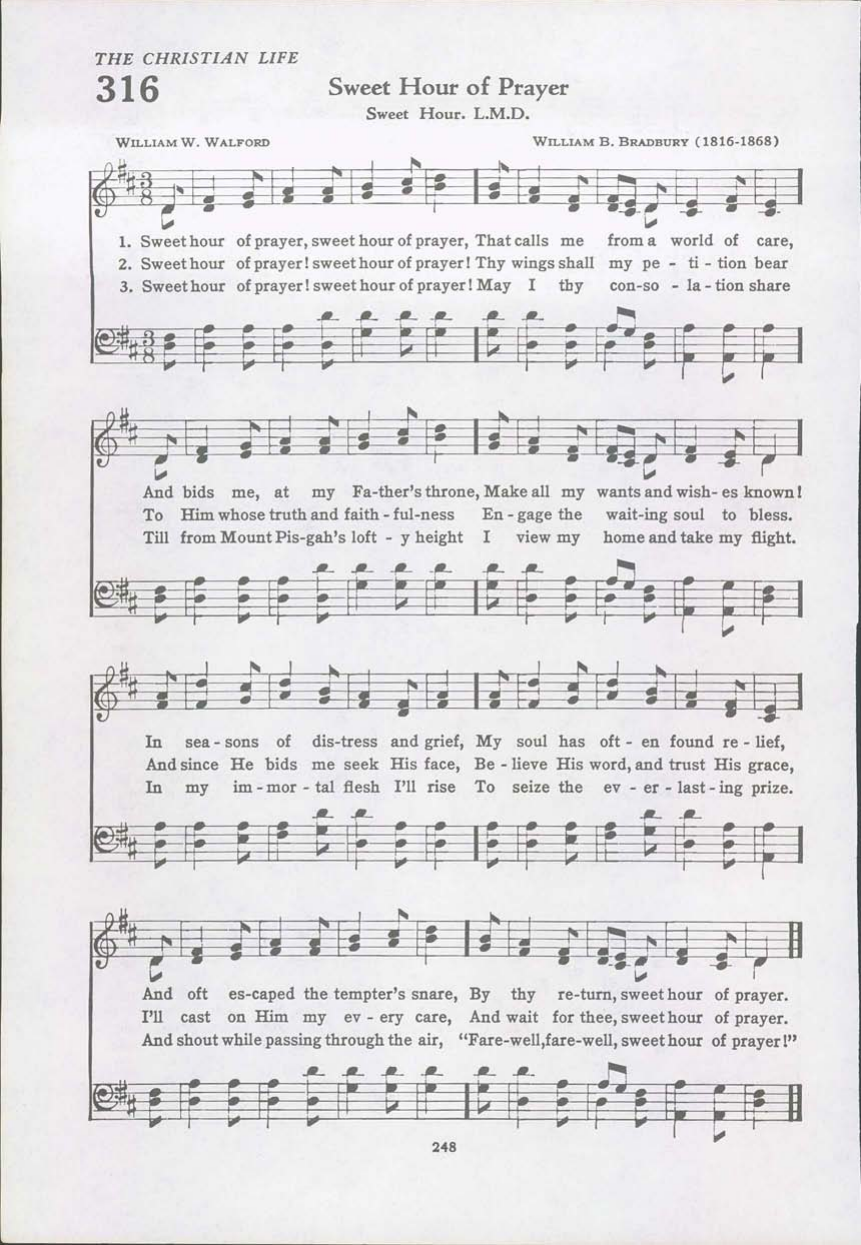 THE CHRISTIAN LIFE
316
Sweet Hour of Prayer
Sweet Hour. L.M.D.
WILLIAM W. WALFORD WILLIAM B. BRADBURY (1816-1868)
3
8
1. Sweet hour of prayer, sweet hour of prayer, That calls me from a world of care,
2. Sweet hour of prayer! sweet hour of prayer! Thy wings shall my pe - ti - tion bear
3. Sweet hour of prayer! sweet hour of prayer! May I thy con-so - la - tion share
3
8
And bids me, at my Fa-ther's throne, Make all my wants and wish- es known!
To Him whose truth and faith - ful-ness En - gage the wait-ing soul to bless.
Till from Mount Pis-gah's loft - y height I view my home and take my flight.
In sea - sons of dis-tress and grief, My soul has oft - en found re - lief,
And since He bids me seek His face, Be - lieve His word, and trust His grace,
In my im - mor - tal flesh I'll rise To seize the ev - er - last - ing prize.
And oft es-caped the tempter's snare, By thy re-turn, sweet hour of prayer.
I'll cast on Him my ev - ery care, And wait for thee, sweet hour of prayer.
And shout while passing through the air, "Fare-well,fare-well, sweet hour of prayer!"
248